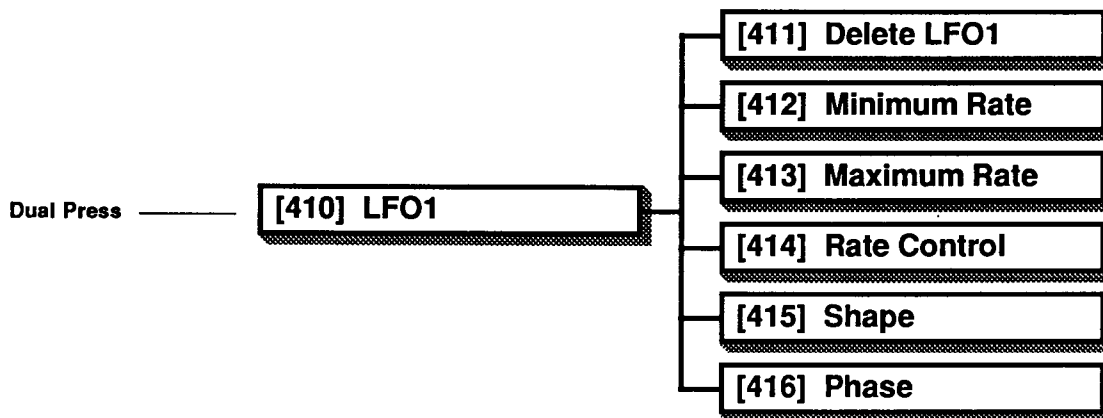 Dual Press
[410] LFO1
[411] Delete LFO1
[412] Minimum Rate
[413] Maximum Rate
[414] Rate Control
[415] Shape
[416] Phase